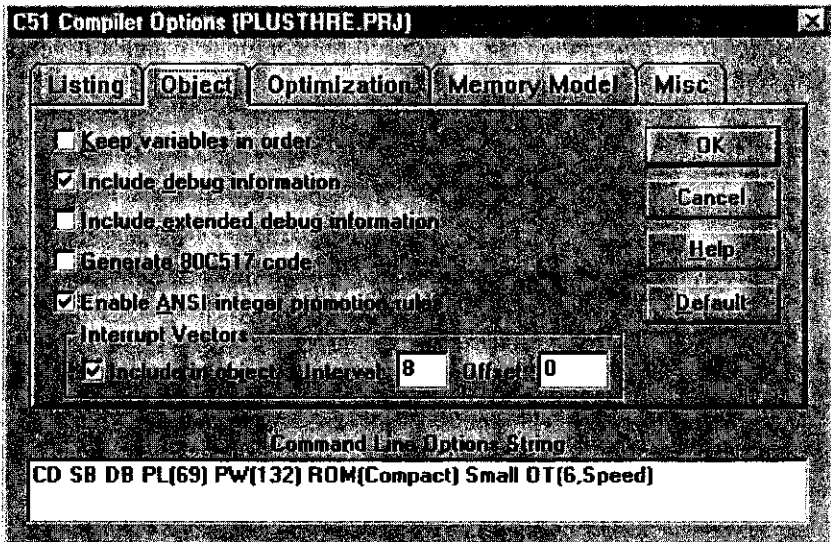 C51 Compiler Options (PLUSTHRE.PRJ)
Listing Object Optimization Memory Model Misc
Keep variables in order
OK
Include debug information
Cancel
Include extended debug information
Help
Generate 80C517 code
Enable ANSI integer promotion rules
Default
Interrupt Vectors
Include in object Interval 8 Offset 0
Command Line Options String
CD SB DB PL(69) PW(132) ROM(Compact) Small OT(6,Speed)